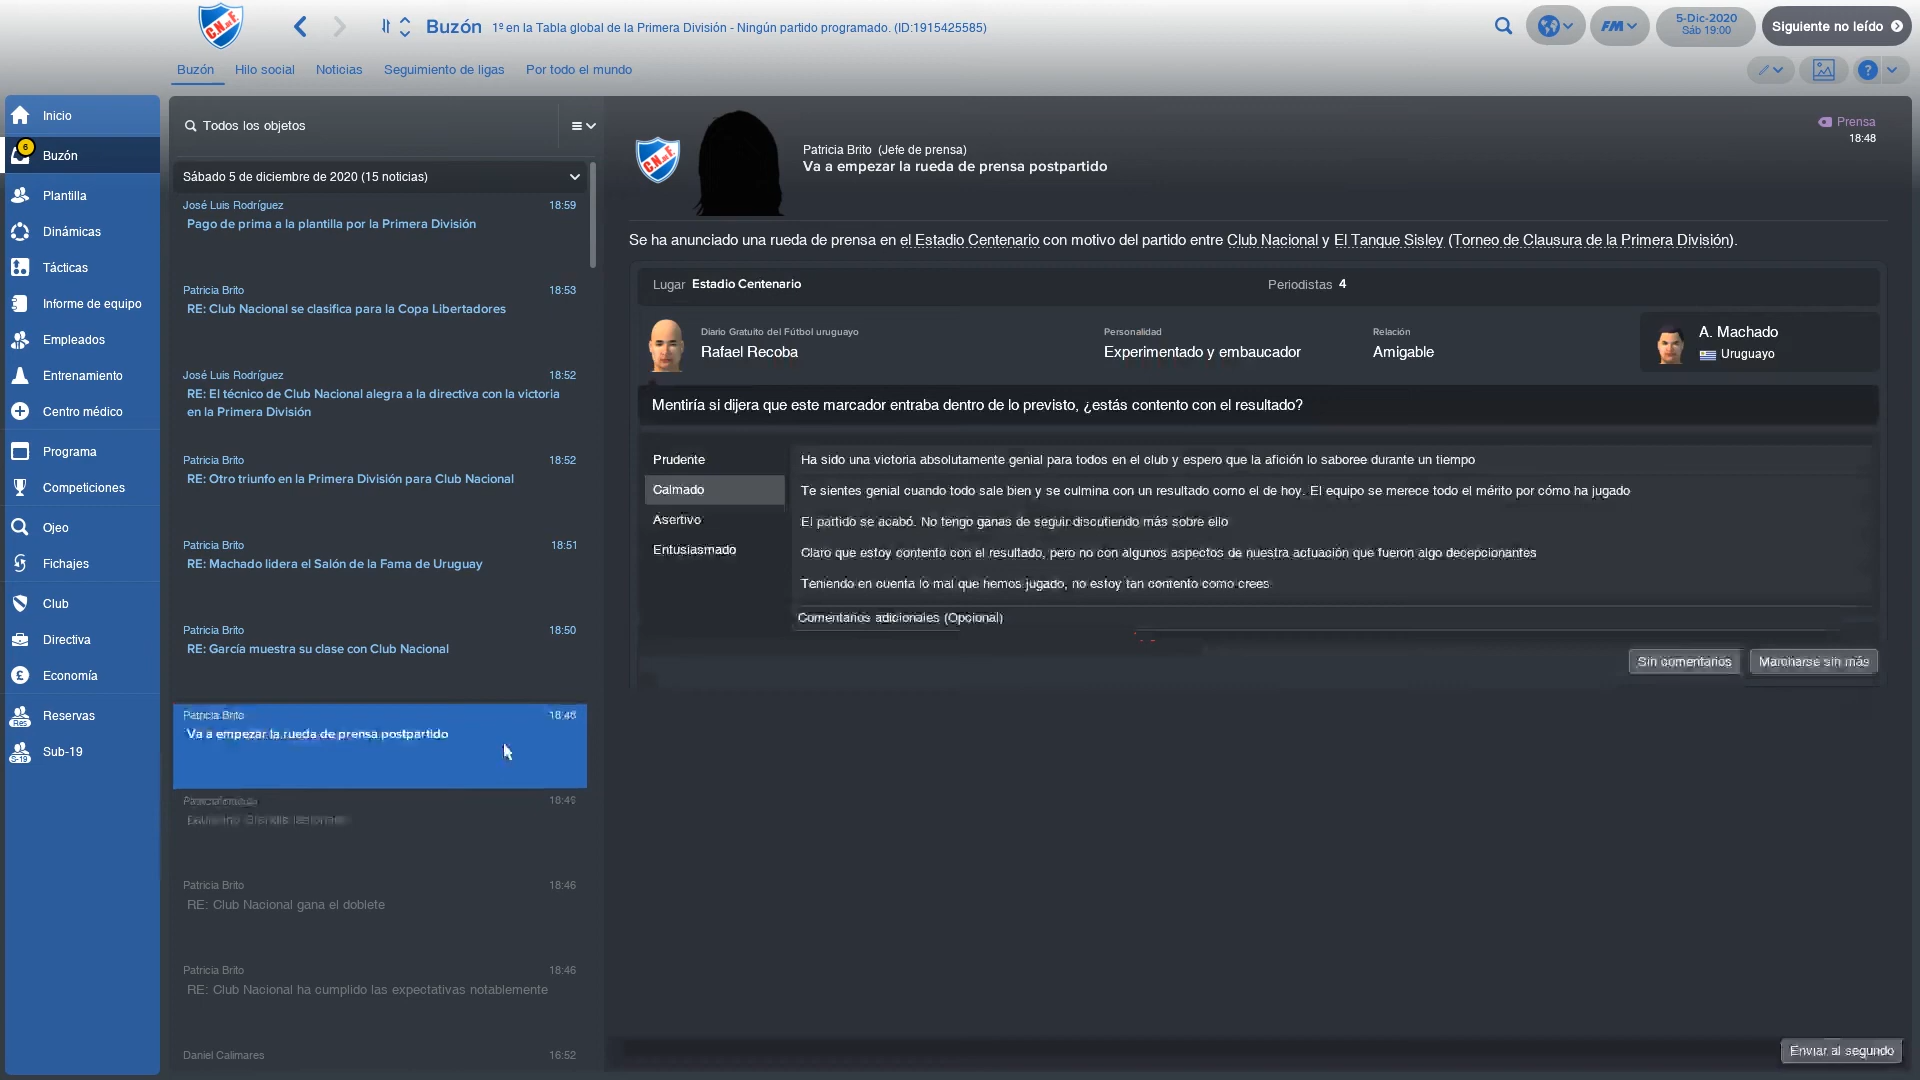 C.N. de F.
Buzón
1º en la Tabla global de la Primera División - Ningún partido programado. (ID:1915425585)
FM
5-Dic-2020
Sáb 19:00
Siguiente no leído
Buzón
Hilo social
Noticias
Seguimiento de ligas
Por todo el mundo
?
Inicio
6
Buzón
Plantilla
Dinámicas
Tácticas
Informe de equipo
Empleados
Entrenamiento
Centro médico
Programa
Competiciones
Ojeo
Fichajes
Club
Directiva
Economía
Res
Reservas
S-19
Sub-19
Todos los objetos
Sábado 5 de diciembre de 2020 (15 noticias)
José Luis Rodríguez 18:59
Pago de prima a la plantilla por la Primera División
Patricia Brito 18:53
RE: Club Nacional se clasifica para la Copa Libertadores
José Luis Rodríguez 18:52
RE: El técnico de Club Nacional alegra a la directiva con la victoria
en la Primera División
Patricia Brito 18:52
RE: Otro triunfo en la Primera División para Club Nacional
Patricia Brito 18:51
RE: Machado lidera el Salón de la Fama de Uruguay
Patricia Brito 18:50
RE: García muestra su clase con Club Nacional
Patricia Brito 18:48
Va a empezar la rueda de prensa postpartido
Patricia Brito 18:46
RE: Club Nacional gana el doblete
Patricia Brito 18:46
RE: Club Nacional ha cumplido las expectativas notablemente
Daniel Calimares 16:52
Patricia Brito (Jefe de prensa)
Va a empezar la rueda de prensa postpartido
Prensa
18:48
Se ha anunciado una rueda de prensa en el Estadio Centenario con motivo del partido entre Club Nacional y El Tanque Sisley (Torneo de Clausura de la Primera División).
Lugar Estadio Centenario
Periodistas 4
Diario Gratuito del Fútbol uruguayo
Rafael Recoba
Personalidad
Experimentado y embaucador
Relación
Amigable
A. Machado
Uruguayo
Mentiría si dijera que este marcador entraba dentro de lo previsto, ¿estás contento con el resultado?
Prudente
Calmado
Asertivo
Entusiasmado
Ha sido una victoria absolutamente genial para todos en el club y espero que la afición lo saboree durante un tiempo
Te sientes genial cuando todo sale bien y se culmina con un resultado como el de hoy. El equipo se merece todo el mérito por cómo ha jugado
El partido se acabó. No tengo ganas de seguir discutiendo más sobre ello
Claro que estoy contento con el resultado, pero no con algunos aspectos de nuestra actuación que fueron algo decepcionantes
Teniendo en cuenta lo mal que hemos jugado, no estoy tan contento como crees
Comentarios adicionales (Opcional)
Sin comentarios
Marcharse sin más
Enviar al segundo